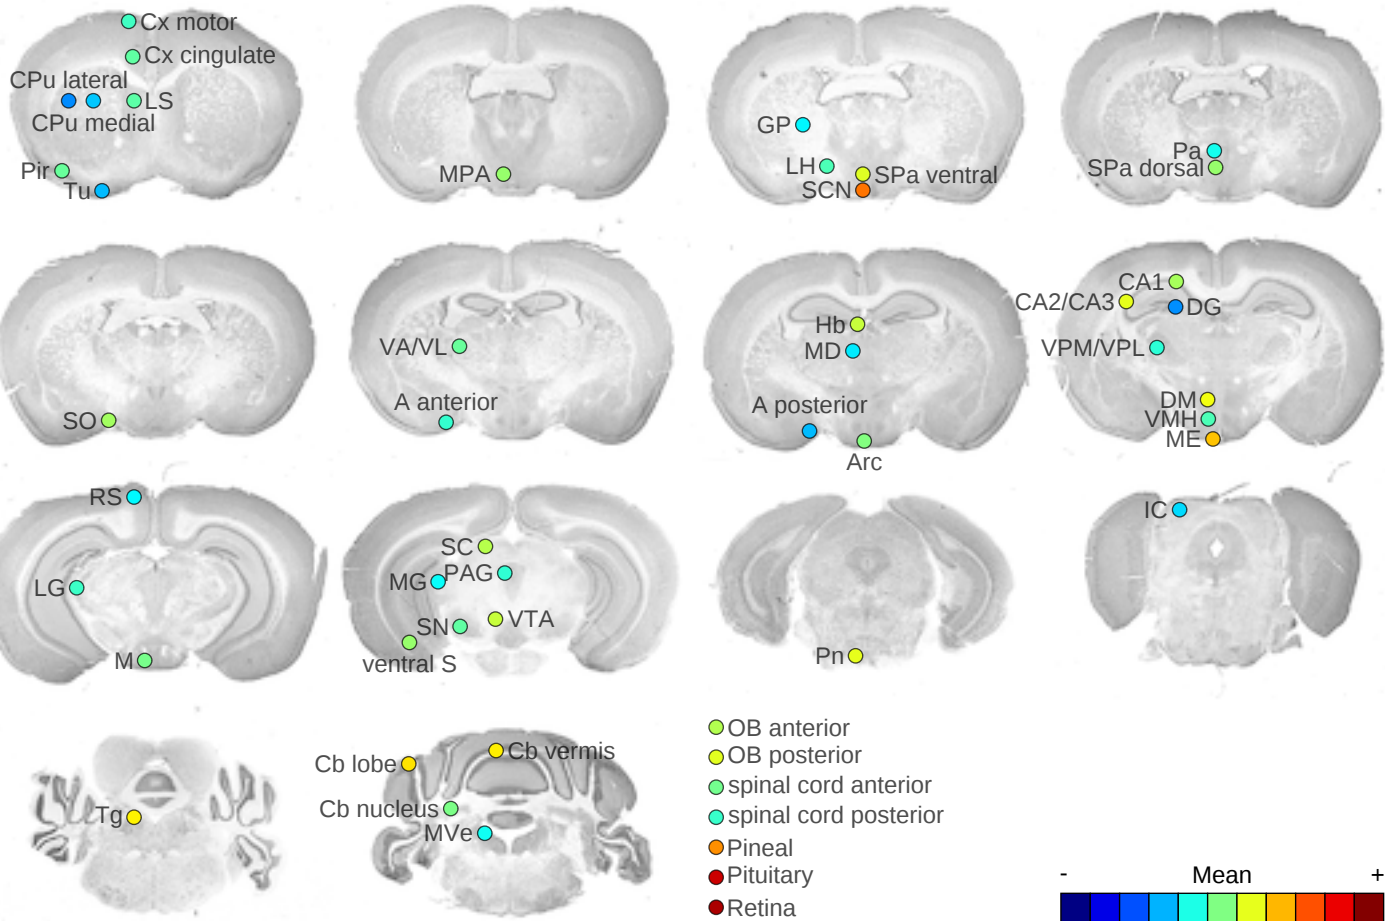 Cx motor
Cx cingulate
CPu lateral
LS
CPu medial
Pir
Tu
MPA
GP
LH
SPa ventral
SCN
Pa
SPa dorsal
SO
VA/VL
A anterior
Hb
MD
A posterior
Arc
CA1
CA2/CA3
DG
VPM/VPL
DM
VMH
ME
RS
LG
M
SC
MG
PAG
SN
VTA
ventral S
Pn
IC
Tg
Cb lobe
Cb vermis
Cb nucleus
MVe
OB anterior
OB posterior
spinal cord anterior
spinal cord posterior
Pineal
Pituitary
Retina
- Mean +